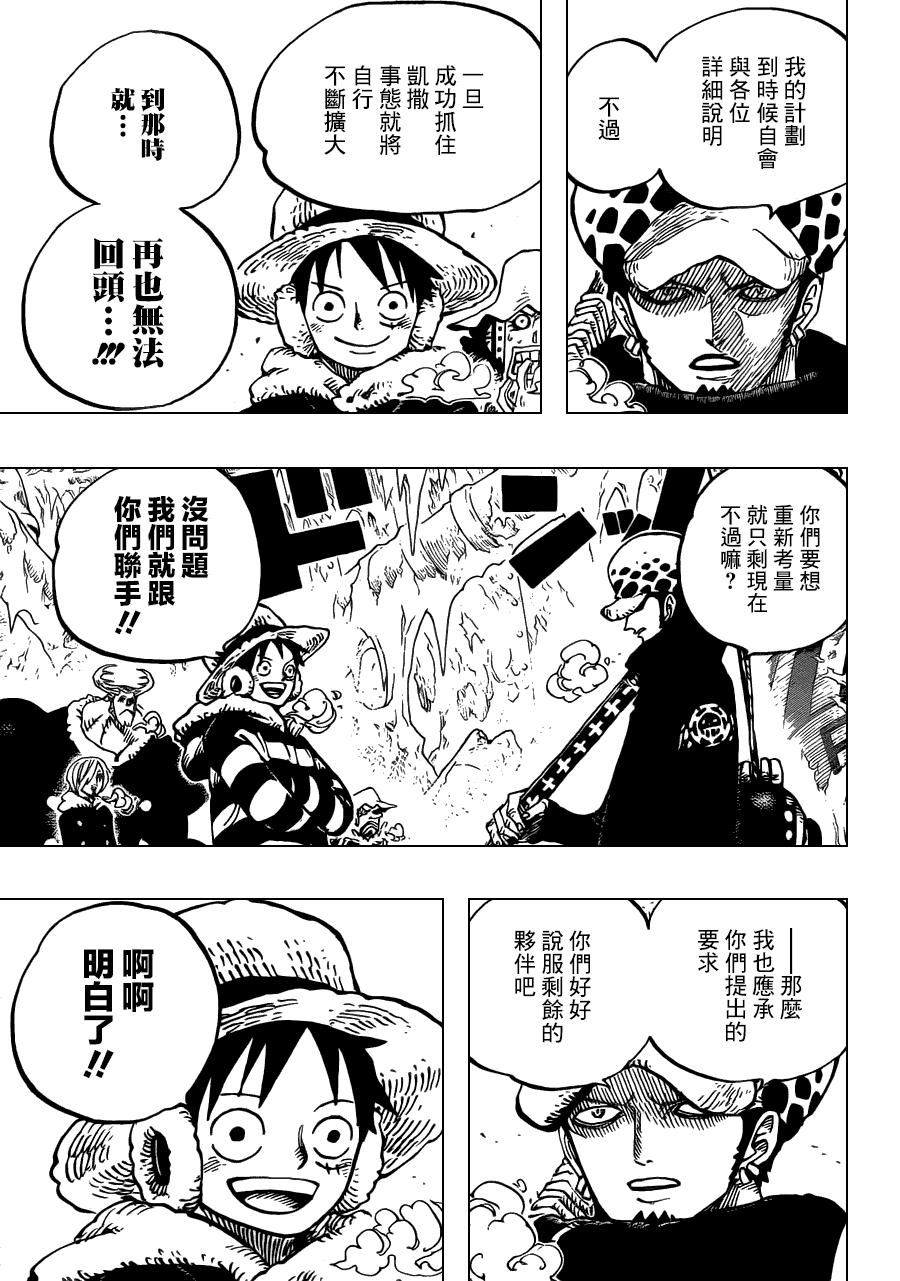 我的計劃
到時候自會
與各位
詳細說明
不過
一旦
成功抓住
凱撒
事態就將
自行
不斷擴大
到那時
就…
再也無法
回頭…!!!
你們要想
重新考量
就只剩現在
不過嘛?
沒問題
我們就跟
你們聯手!!
——那麼
我也應承
你們提出的
要求
你們好好
說服剩餘的
夥伴吧
啊啊
明白了!!